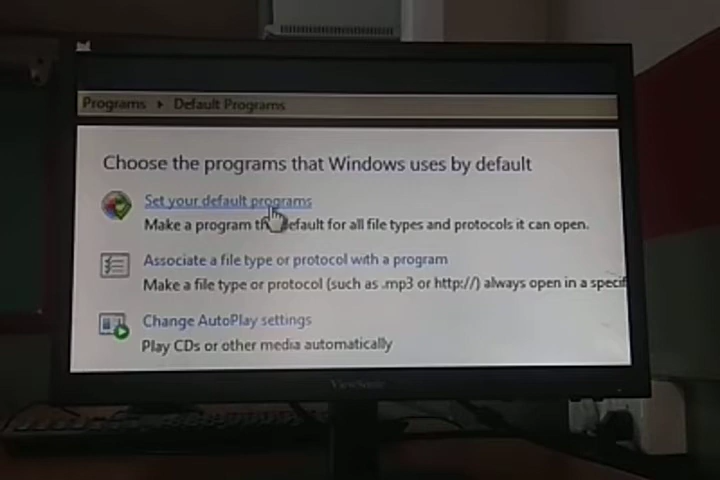 Programs ▸ Default Programs
Choose the programs that Windows uses by default
Set your default programs
Make a program the default for all file types and protocols it can open.
Associate a file type or protocol with a program
Make a file type or protocol (such as .mp3 or http://) always open in a specif
Change AutoPlay settings
Play CDs or other media automatically
ViewSonic